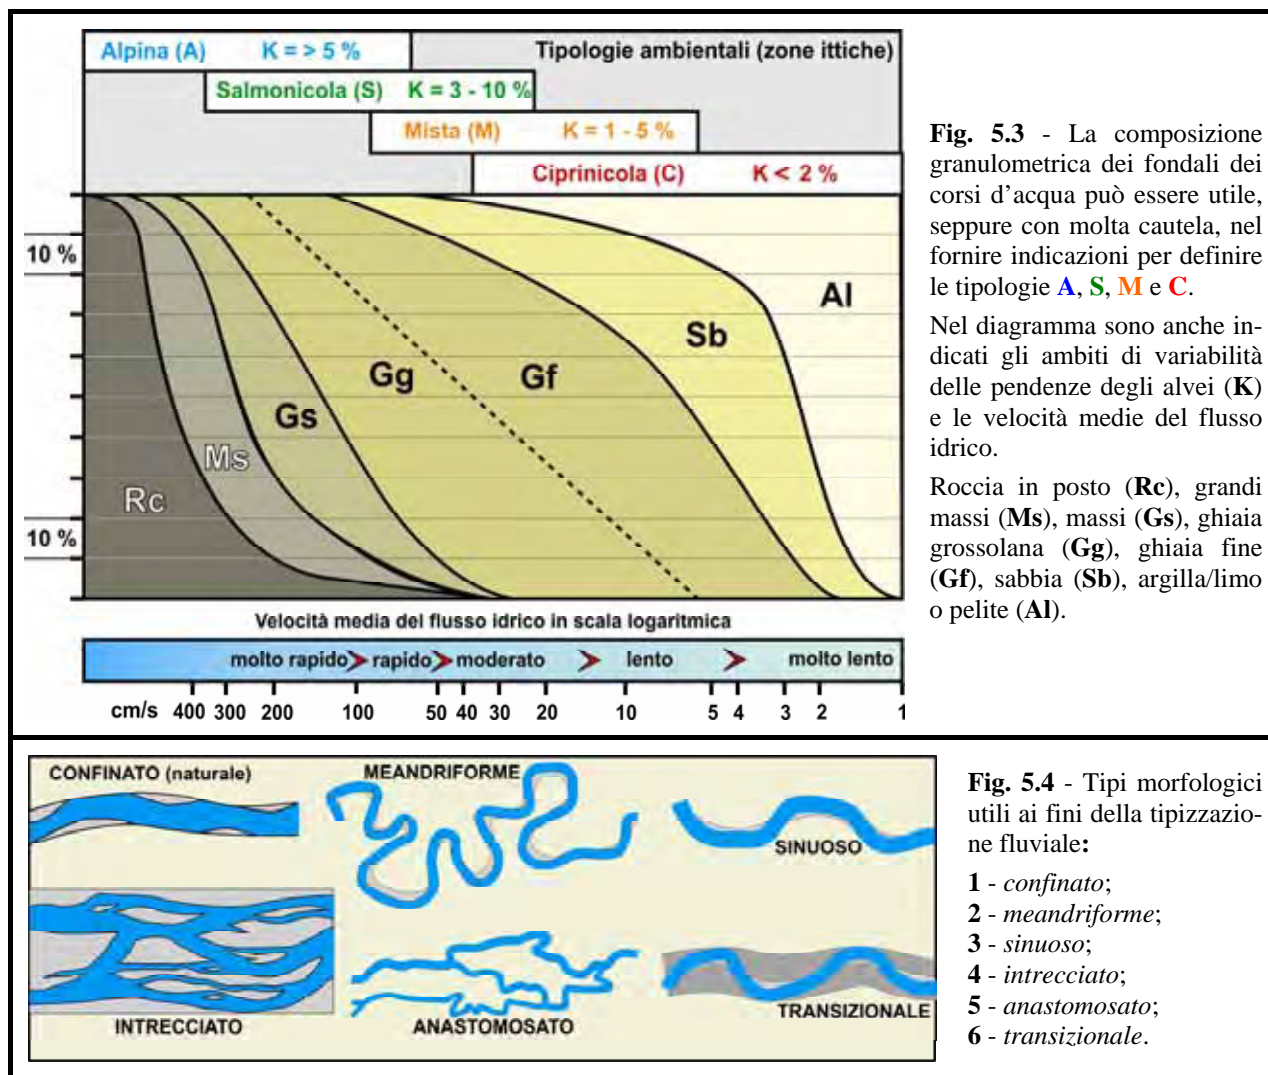 Alpina (A) K = > 5 %
Tipologie ambientali (zone ittiche)
Salmonicola (S) K = 3 - 10 %
Mista (M) K = 1 - 5 %
Ciprinicola (C) K < 2 %
10 %
10 %
Rc
Ms
Gs
Gg
Gf
Sb
Al
Velocità media del flusso idrico in scala logaritmica
molto rapido rapido moderato lento molto lento
cm/s 400 300 200 100 50 40 30 20 10 5 4 3 2 1
Fig. 5.3 - La composizione
granulometrica dei fondali dei
corsi d’acqua può essere utile,
seppure con molta cautela, nel
fornire indicazioni per definire
le tipologie A, S, M e C.
Nel diagramma sono anche in-
dicati gli ambiti di variabilità
delle pendenze degli alvei (K)
e le velocità medie del flusso
idrico.
Roccia in posto (Rc), grandi
massi (Ms), massi (Gs), ghiaia
grossolana (Gg), ghiaia fine
(Gf), sabbia (Sb), argilla/limo
o pelite (Al).
CONFINATO (naturale)
MEANDRIFORME
SINUOSO
INTRECCIATO
ANASTOMOSATO
TRANSIZIONALE
Fig. 5.4 - Tipi morfologici
utili ai fini della tipizzazio-
ne fluviale:
1 - confinato;
2 - meandriforme;
3 - sinuoso;
4 - intrecciato;
5 - anastomosato;
6 - transizionale.